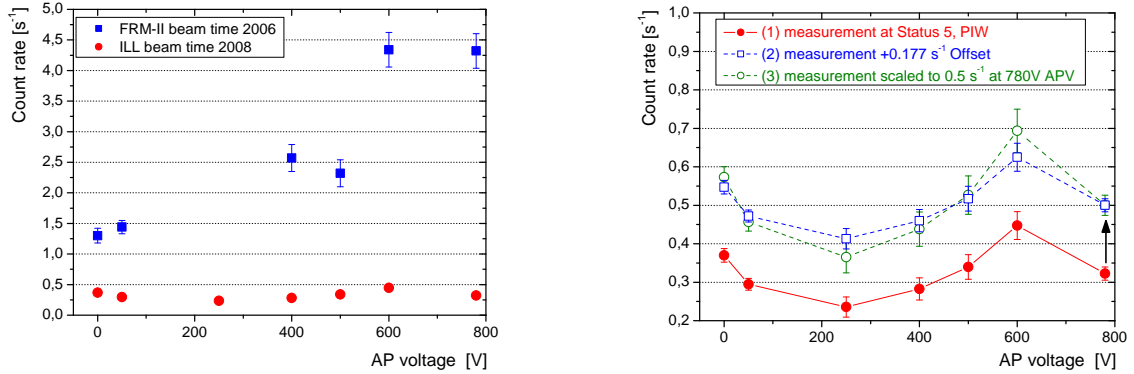 Count rate [s⁻¹]
5,0
4,5
4,0
3,5
3,0
2,5
2,0
1,5
1,0
0,5
0,0
FRM-II beam time 2006
ILL beam time 2008
0 200 400 600 800
AP voltage [V]
Count rate [s⁻¹]
1,0
0,9
0,8
0,7
0,6
0,5
0,4
0,3
0,2
(1) measurement at Status 5, PIW
(2) measurement +0.177 s⁻¹ Offset
(3) measurement scaled to 0.5 s⁻¹ at 780V APV
0 200 400 600 800
AP voltage [V]